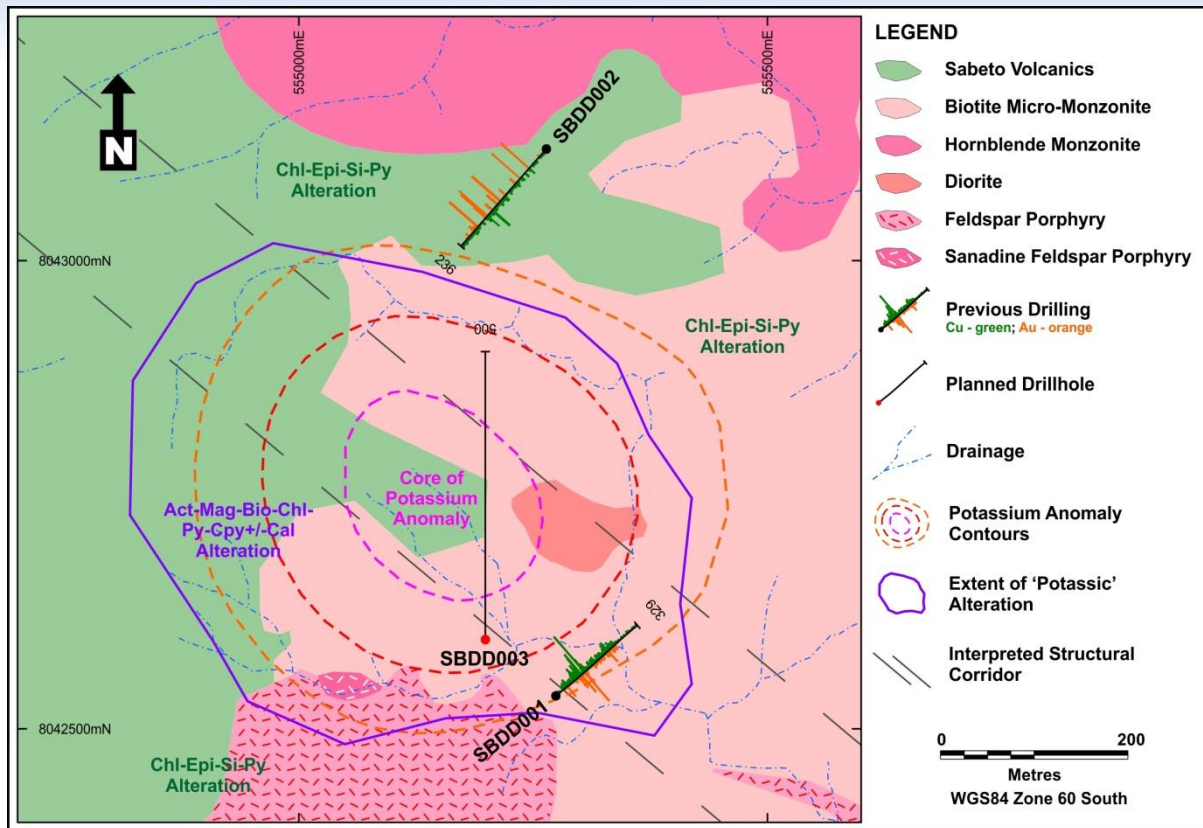 555000mE
555500mE
N
SBDD002
Chl-Epi-Si-Py
Alteration
8043000mN
236
500
Chl-Epi-Si-Py
Alteration
Core of
Potassium
Anomaly
Act-Mag-Bio-Chl-
Py-Cpy+/-Cal
Alteration
329
SBDD003
SBDD001
8042500mN
Chl-Epi-Si-Py
Alteration
LEGEND
Sabeto Volcanics
Biotite Micro-Monzonite
Hornblende Monzonite
Diorite
Feldspar Porphyry
Sanadine Feldspar Porphyry
Previous Drilling
Cu - green; Au - orange
Planned Drillhole
Drainage
Potassium Anomaly
Contours
Extent of ‘Potassic’
Alteration
Interpreted Structural
Corridor
0 200
Metres
WGS84 Zone 60 South